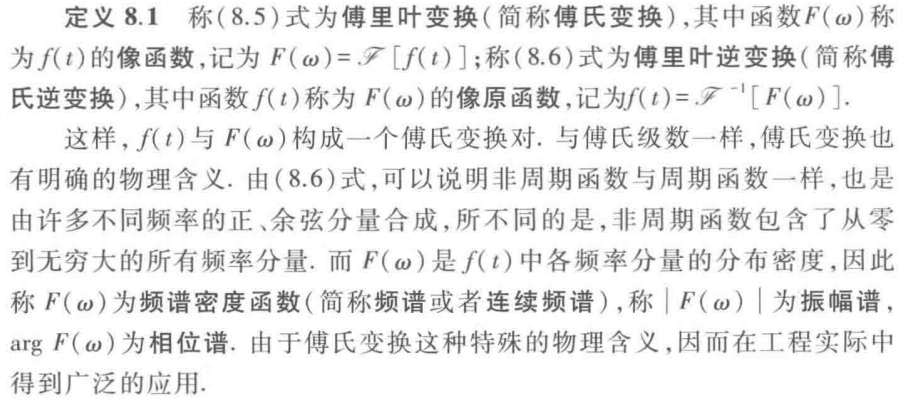 定义 8.1 称(8.5)式为傅里叶变换(简称傅氏变换),其中函数F(ω)称
为 f(t)的像函数,记为 F(ω)=ℱ[f(t)];称(8.6)式为傅里叶逆变换(简称傅
氏逆变换),其中函数 f(t)称为 F(ω)的像原函数,记为f(t)=ℱ⁻¹[F(ω)].
这样, f(t)与 F(ω)构成一个傅氏变换对. 与傅氏级数一样,傅氏变换也
有明确的物理含义. 由(8.6)式,可以说明非周期函数与周期函数一样,也是
由许多不同频率的正、余弦分量合成,所不同的是,非周期函数包含了从零
到无穷大的所有频率分量. 而 F(ω)是 f(t)中各频率分量的分布密度,因此
称 F(ω)为频谱密度函数(简称频谱或者连续频谱),称|F(ω)|为振幅谱,
arg F(ω)为相位谱. 由于傅氏变换这种特殊的物理含义,因而在工程实际中
得到广泛的应用.